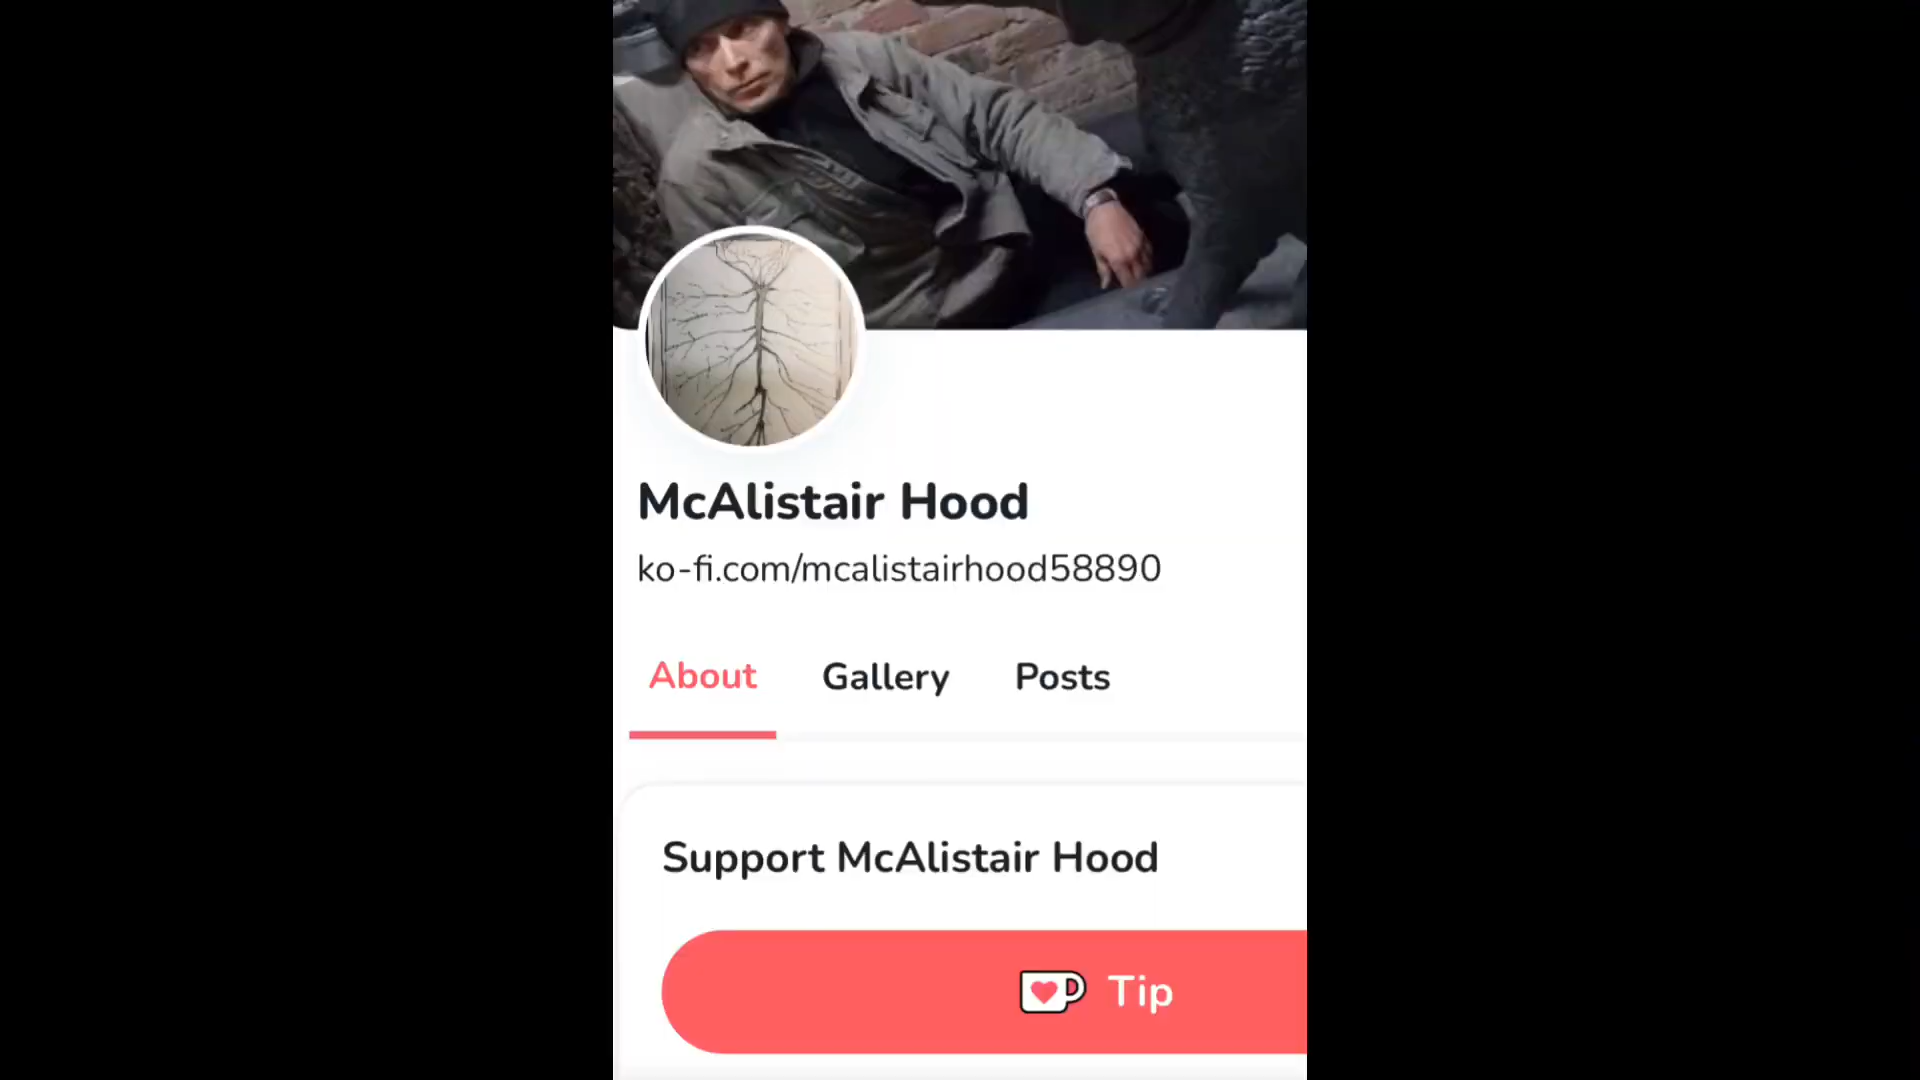 McAlistair Hood
ko-fi.com/mcalistairhood58890
About Gallery Posts
Support McAlistair Hood
Tip